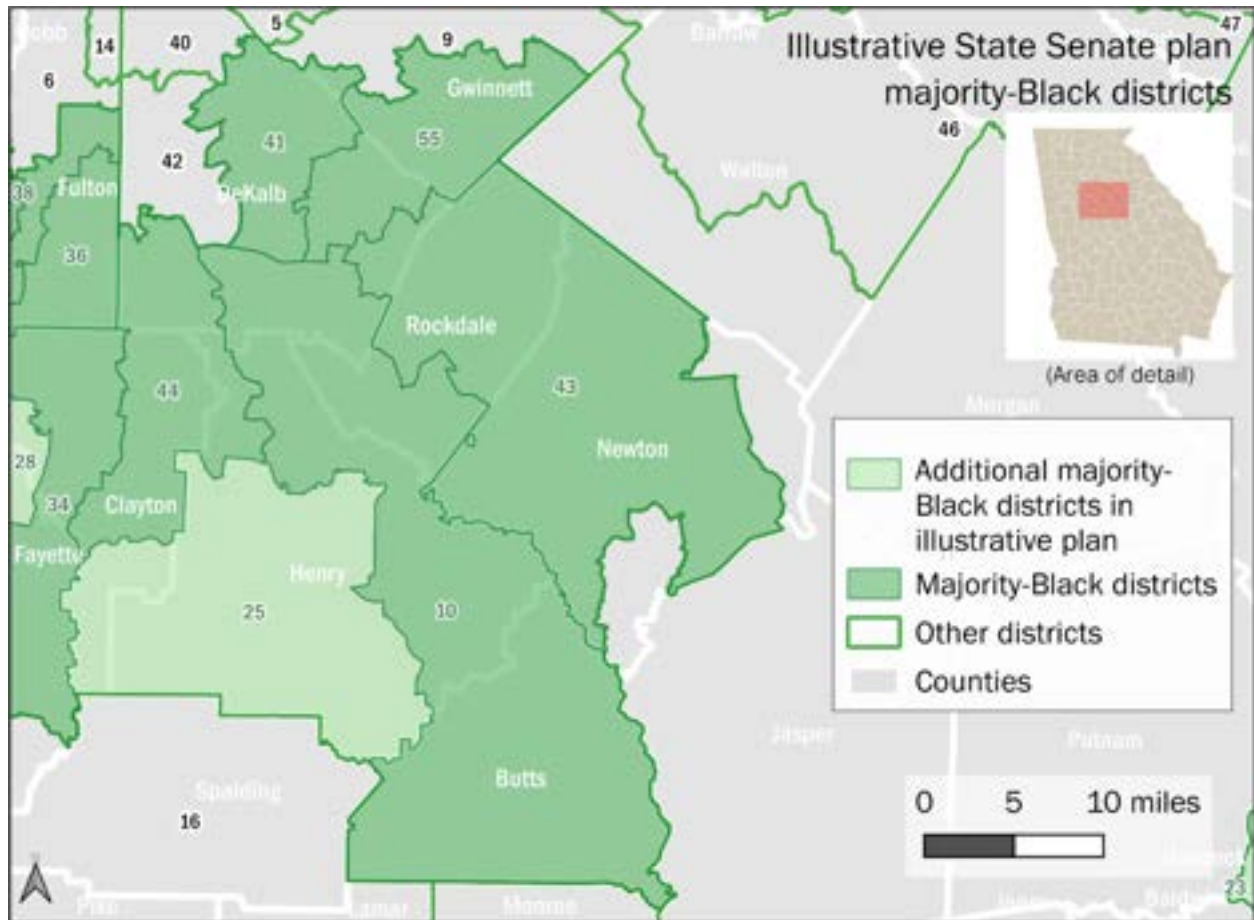 5
47
14
40
9
Illustrative State Senate plan
majority-Black districts
6
Gwinnett
41
55
46
42
Walton
38
Fulton
DeKalb
36
Rockdale
(Area of detail)
43
44
Morgan
28
Newton
Additional majority-
Black districts in
illustrative plan
34
Clayton
Fayette
Henry
Majority-Black districts
25
10
Other districts
Counties
Jasper
Putnam
Butts
Spalding
0 5 10 miles
16
23
Pike
Lamar
Monroe